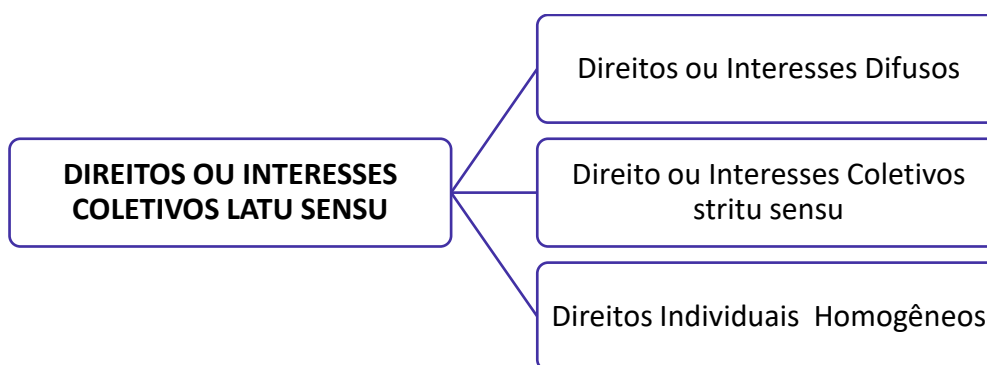 Direitos ou Interesses Difusos
DIREITOS OU INTERESSES
COLETIVOS LATU SENSU
Direito ou Interesses Coletivos
stritu sensu
Direitos Individuais Homogêneos